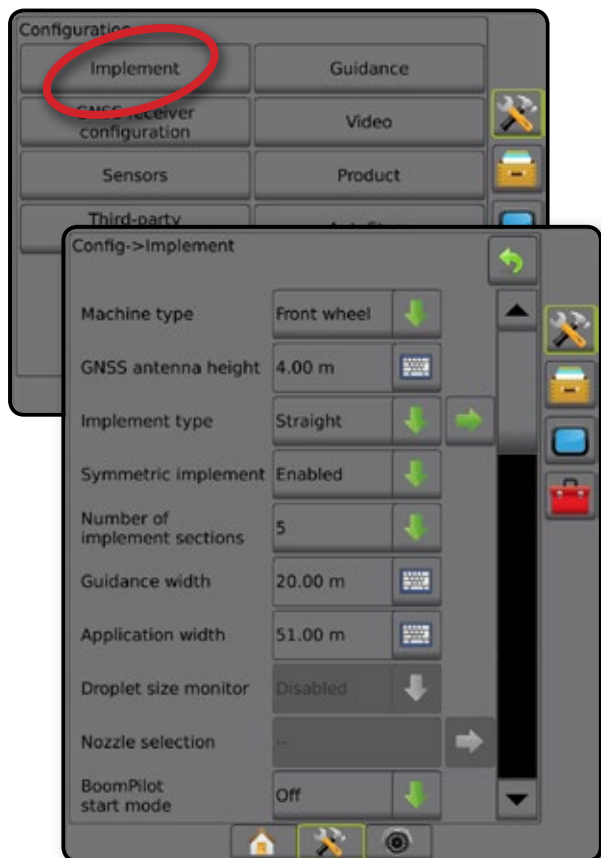 Configuration
Implement Guidance
GNSS receiver
configuration
Video
Sensors Product
Third-party
Config->Implement
Machine type Front wheel
GNSS antenna height 4.00 m
Implement type Straight
Symmetric implement Enabled
Number of
implement sections
5
Guidance width 20.00 m
Application width 51.00 m
Droplet size monitor Disabled
Nozzle selection --
BoomPilot
start mode
Off